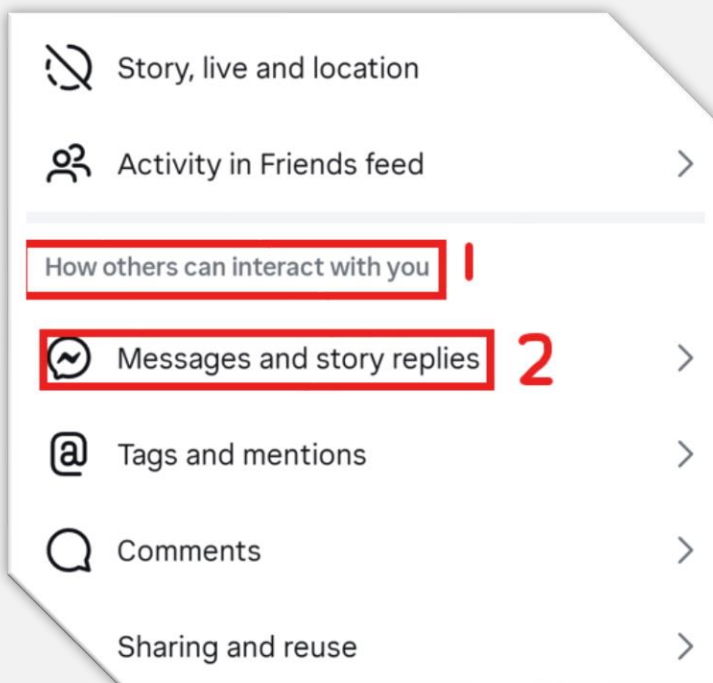 Story, live and location
Activity in Friends feed
How others can interact with you 1
Messages and story replies 2
Tags and mentions
Comments
Sharing and reuse